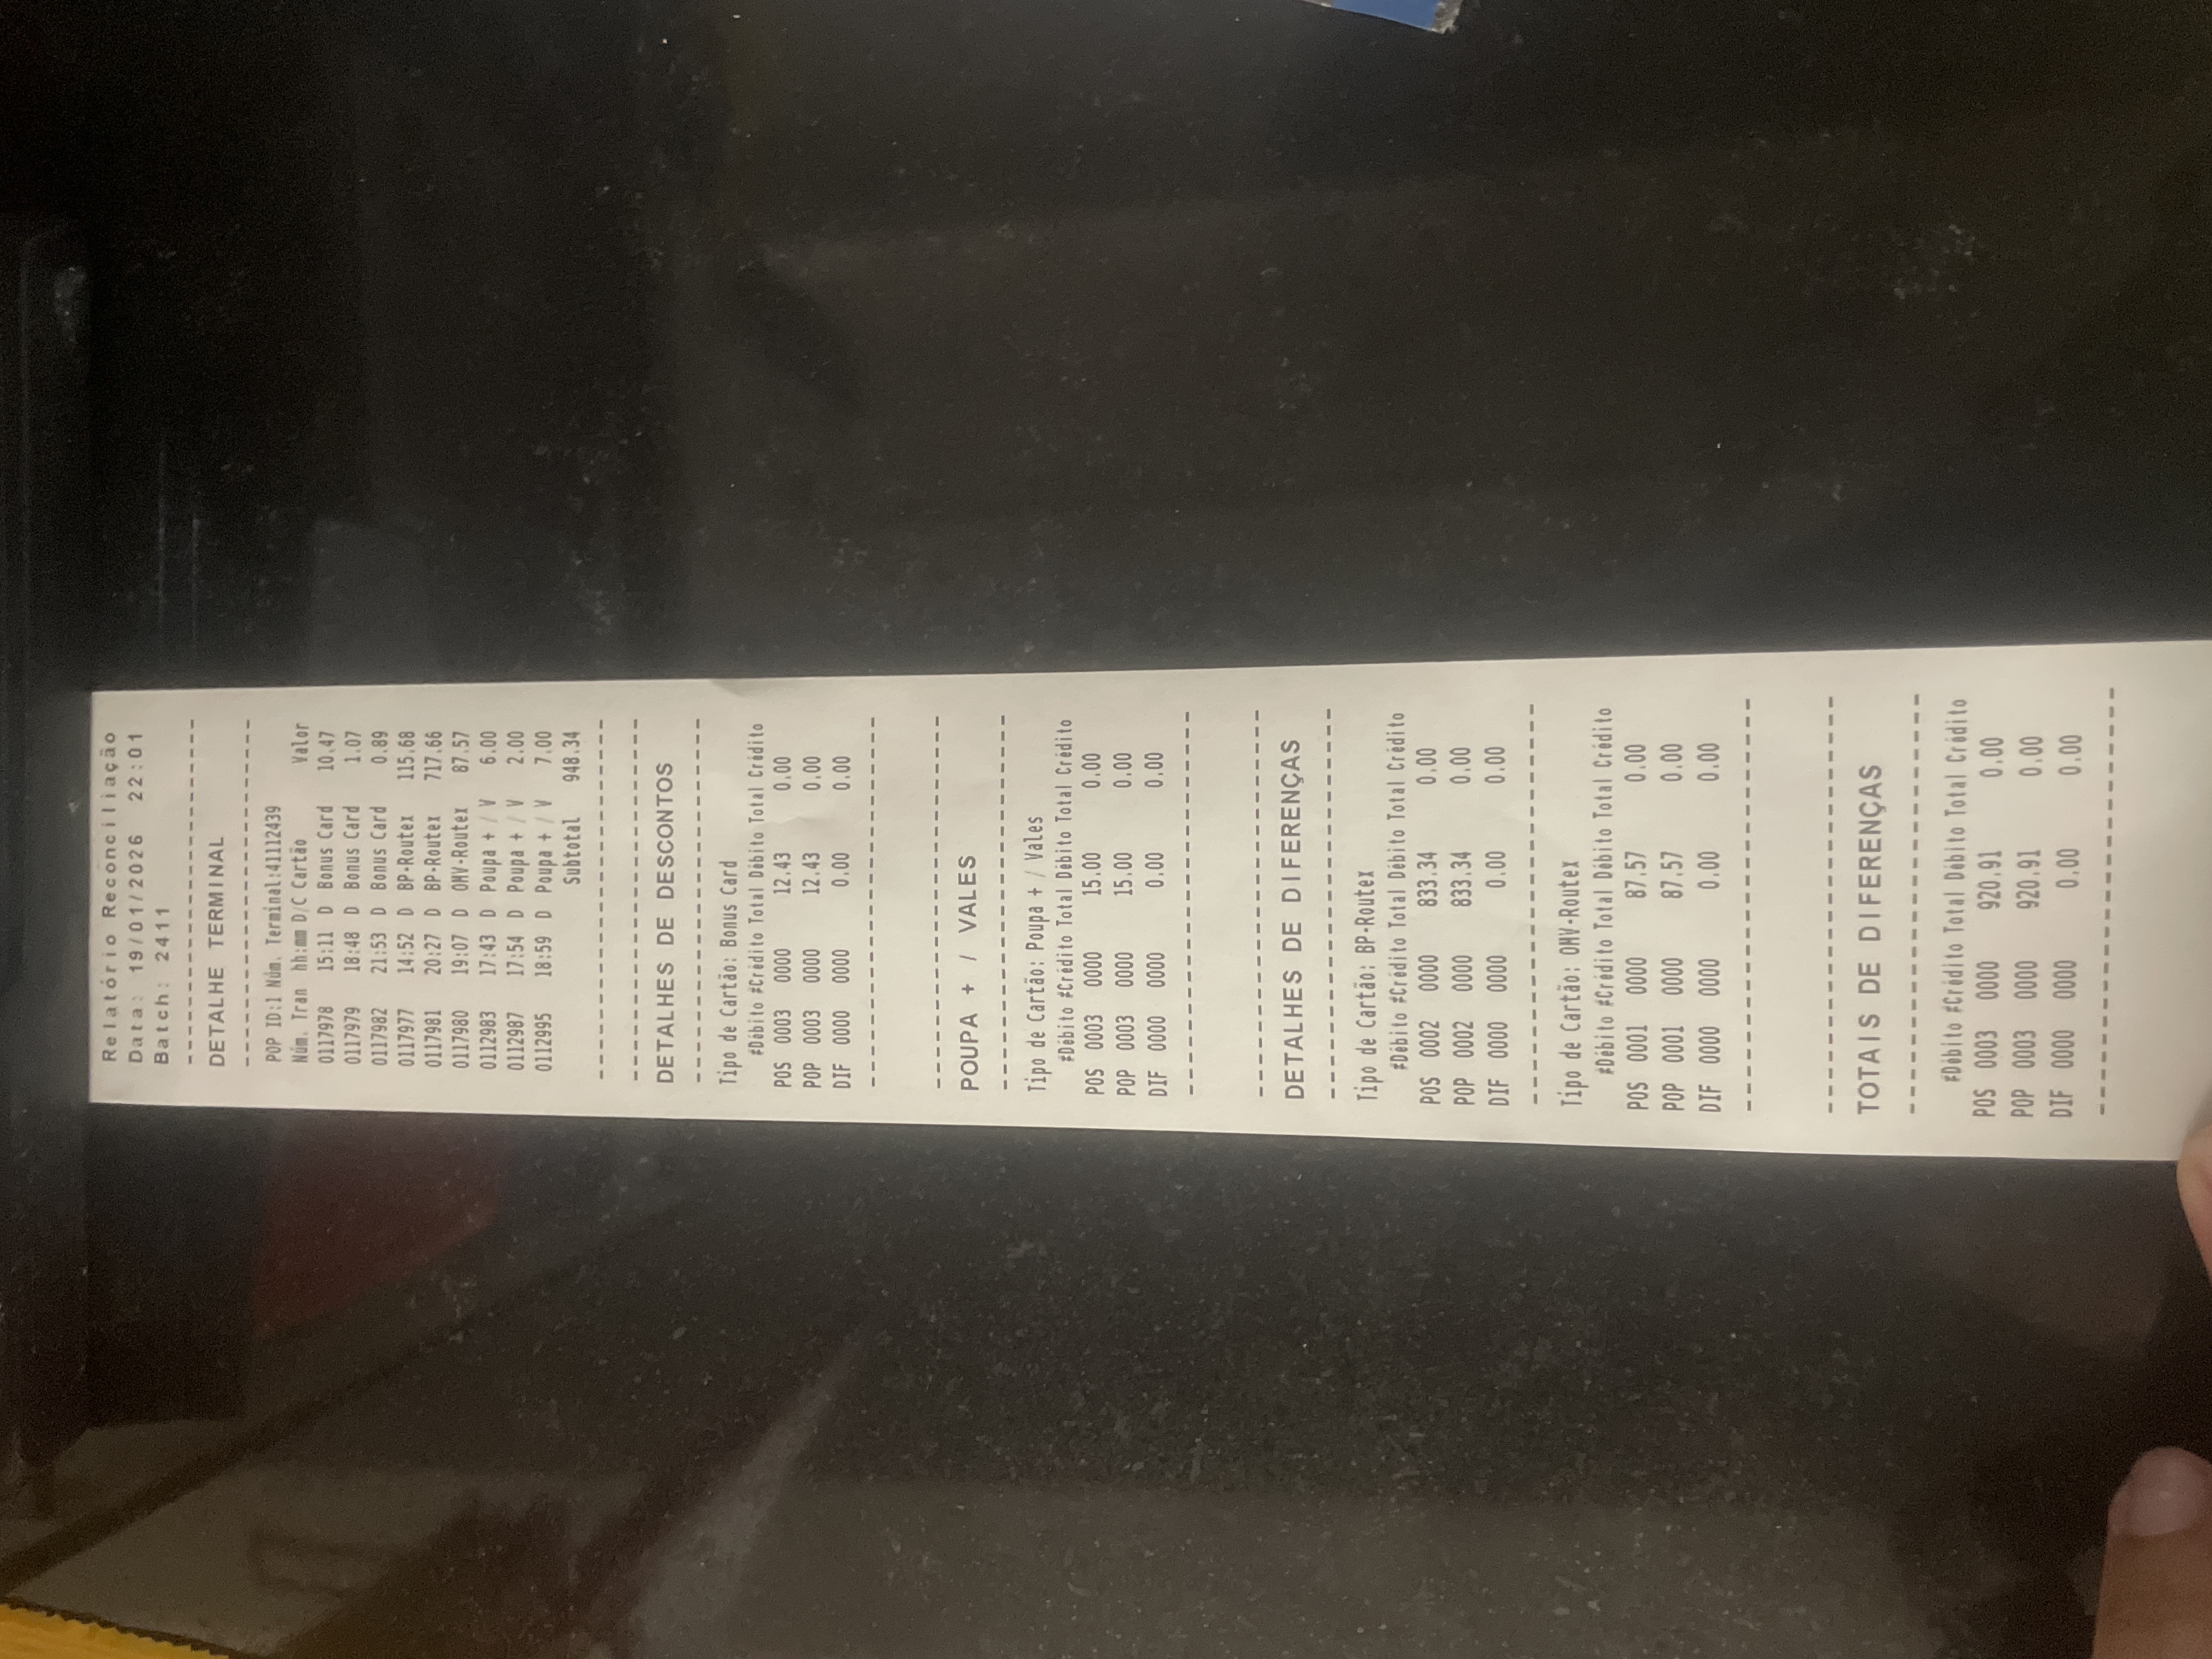 Relatório Reconciliação
Data: 19/01/2026 22:01
Batch: 2411
------------------------
DETALHE TERMINAL
------------------------
POP ID:1 Núm. Terminal:41112439
Núm. Tran hh:mm D/C Cartão Valor
0117978 15:11 D Bonus Card 10.47
0117979 18:48 D Bonus Card 1.07
0117982 21:53 D Bonus Card 0.89
0117977 14:52 D BP-Routex 115.68
0117981 20:27 D BP-Routex 717.66
0117980 19:07 D OMV-Routex 87.57
0112983 17:43 D Poupa + / V 6.00
0112987 17:54 D Poupa + / V 2.00
0112995 18:59 D Poupa + / V 7.00
Subtotal 948.34
------------------------
------------------------
DETALHES DE DESCONTOS
------------------------
Tipo de Cartão: Bonus Card
#Débito #Crédito Total Débito Total Crédito
POS 0003 0000 12.43 0.00
POP 0003 0000 12.43 0.00
DIF 0000 0000 0.00 0.00
------------------------
------------------------
POUPA + / VALES
------------------------
Tipo de Cartão: Poupa + / Vales
#Débito #Crédito Total Débito Total Crédito
POS 0003 0000 15.00 0.00
POP 0003 0000 15.00 0.00
DIF 0000 0000 0.00 0.00
------------------------
------------------------
DETALHES DE DIFERENÇAS
------------------------
Tipo de Cartão: BP-Routex
#Débito #Crédito Total Débito Total Crédito
POS 0002 0000 833.34 0.00
POP 0002 0000 833.34 0.00
DIF 0000 0000 0.00 0.00
------------------------
Tipo de Cartão: OMV-Routex
#Débito #Crédito Total Débito Total Crédito
POS 0001 0000 87.57 0.00
POP 0001 0000 87.57 0.00
DIF 0000 0000 0.00 0.00
------------------------
------------------------
TOTAIS DE DIFERENÇAS
------------------------
#Débito #Crédito Total Débito Total Crédito
POS 0003 0000 920.91 0.00
POP 0003 0000 920.91 0.00
DIF 0000 0000 0.00 0.00
------------------------